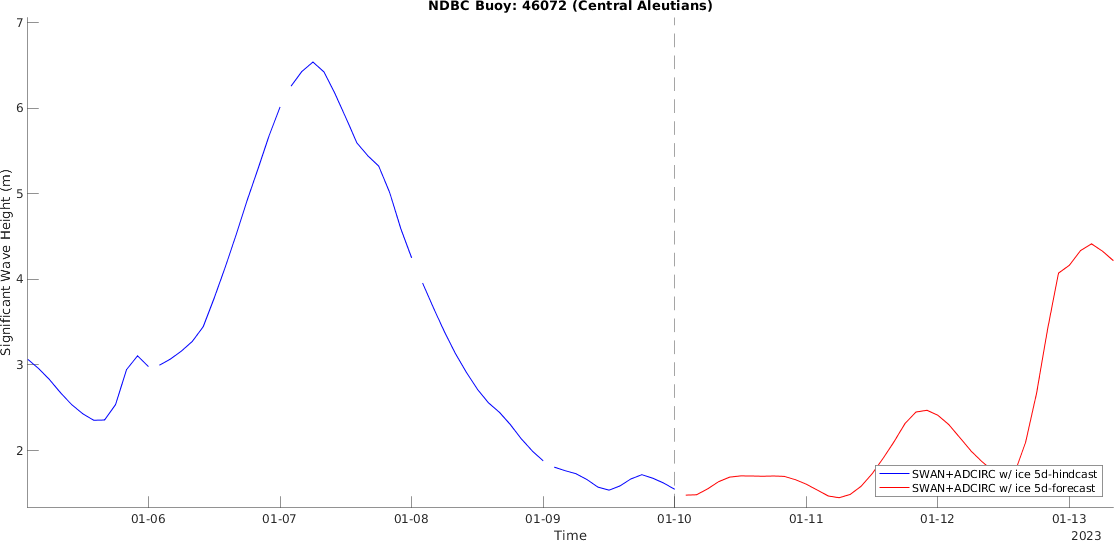 NDBC Buoy: 46072 (Central Aleutians)
7
6
5
4
3
2
Significant Wave Height (m)
SWAN+ADCIRC w/ ice 5d-hindcast
SWAN+ADCIRC w/ ice 5d-forecast
01-06 01-07 01-08 01-09 01-10 01-11 01-12 01-13
Time
2023